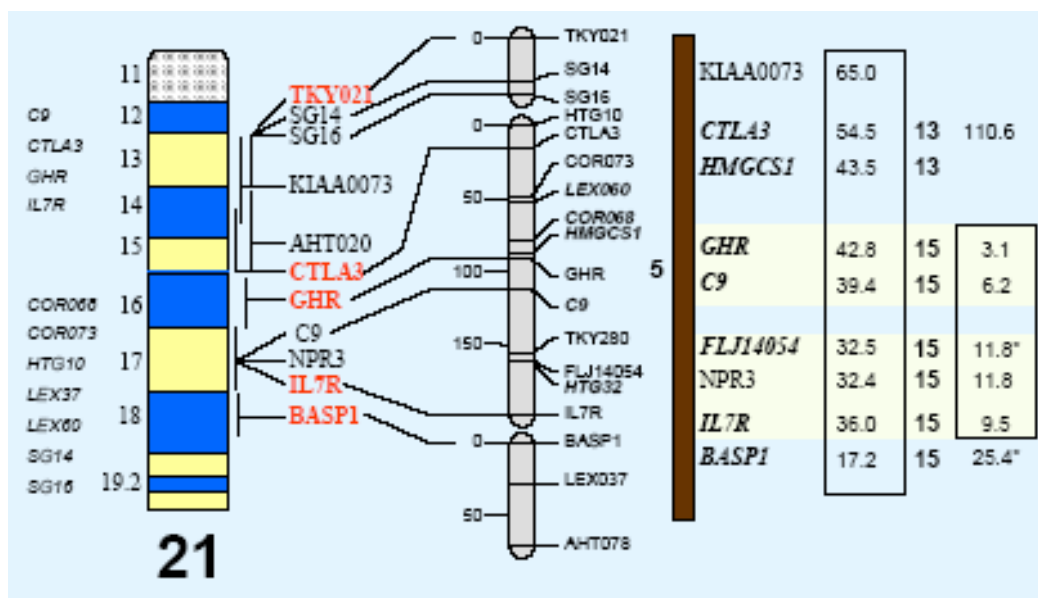 C9
CTLA3
GHR
IL7R
COR068
COR073
HTG10
LEX37
LEX60
SG14
SG16
11
12
13
14
15
16
17
18
19.2
21
TKY021
SG14
SG16
KIAA0073
AHT020
CTLA3
GHR
C9
NPR3
IL7R
BASP1
0
0
50
100
150
0
50
TKY021
SG14
SG16
HTG10
CTLA3
COR073
LEX060
COR068
HMGCS1
GHR
C9
TKY280
FLJ14054
HTG32
IL7R
BASP1
LEX037
AHT078
5
KIAA0073 65.0
CTLA3 54.5 13 110.6
HMGCS1 43.5 13
GHR 42.8 15 3.1
C9 39.4 15 6.2
FLJ14054 32.5 15 11.8"
NPR3 32.4 15 11.8
IL7R 36.0 15 9.5
BASP1 17.2 15 25.4"